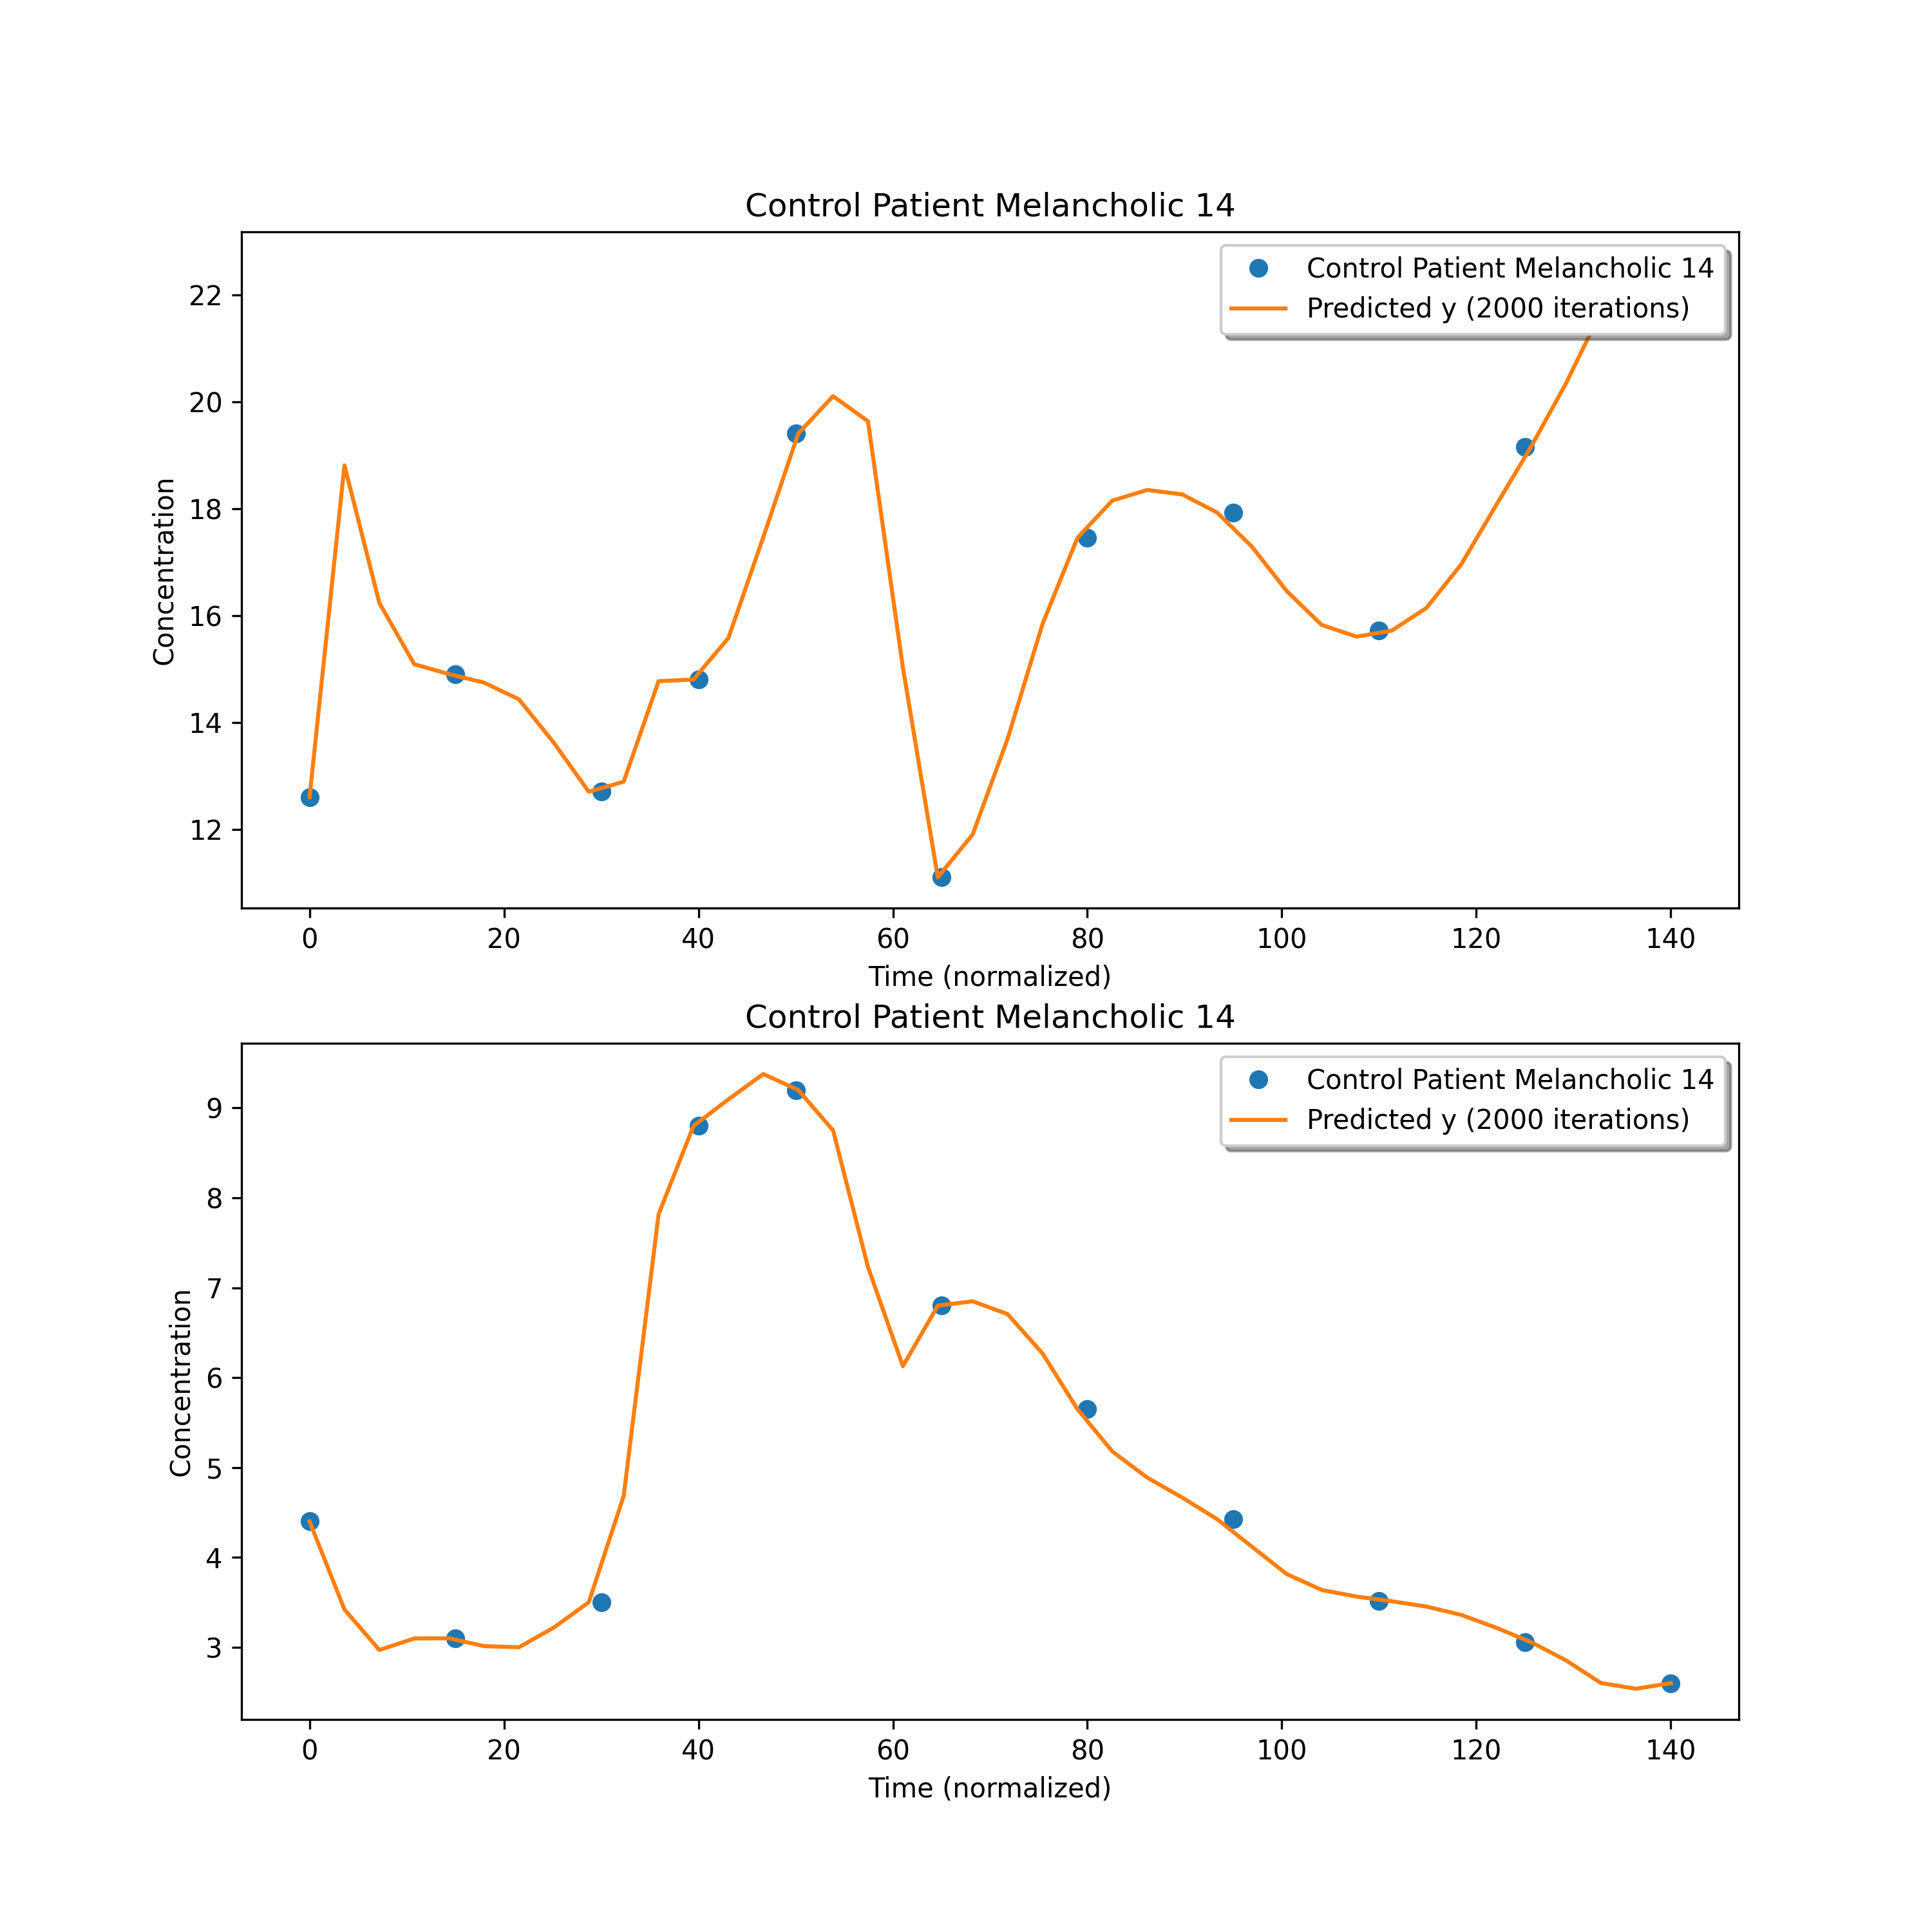 Control Patient Melancholic 14
Control Patient Melancholic 14
Predicted y (2000 iterations)
Concentration
22
20
18
16
14
12
0 20 40 60 80 100 120 140
Time (normalized)
Control Patient Melancholic 14
Control Patient Melancholic 14
Predicted y (2000 iterations)
Concentration
9
8
7
6
5
4
3
0 20 40 60 80 100 120 140
Time (normalized)